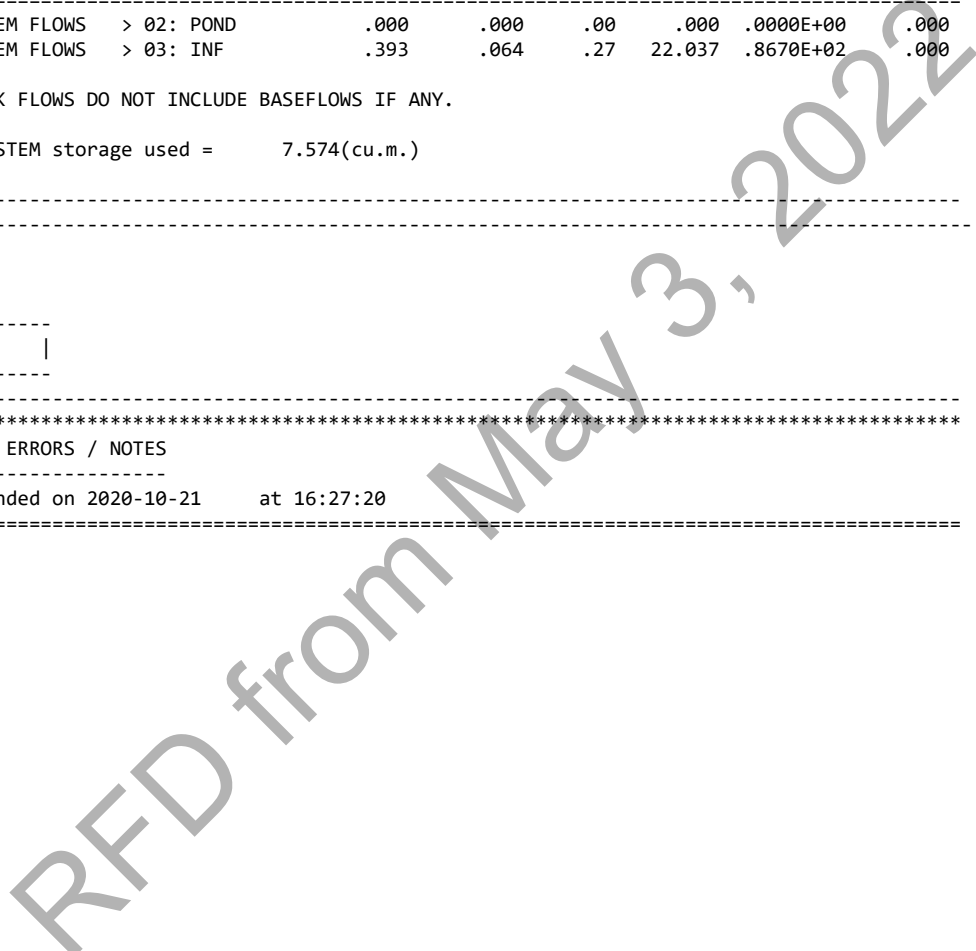 =====================================================================================
EM FLOWS > 02: POND .000 .000 .00 .000 .0000E+00 .000
EM FLOWS > 03: INF .393 .064 .27 22.037 .8670E+02 .000
K FLOWS DO NOT INCLUDE BASEFLOWS IF ANY.
STEM storage used = 7.574(cu.m.)
-------------------------------------------------------------------------------------
--------------------------------------------------------------------------------------
-----
|
-----
-------------------------------------------------------------------------------------
*************************************************************************************
ERRORS / NOTES
---------------
nded on 2020-10-21 at 16:27:20
=====================================================================================
RFD from May 3, 2022